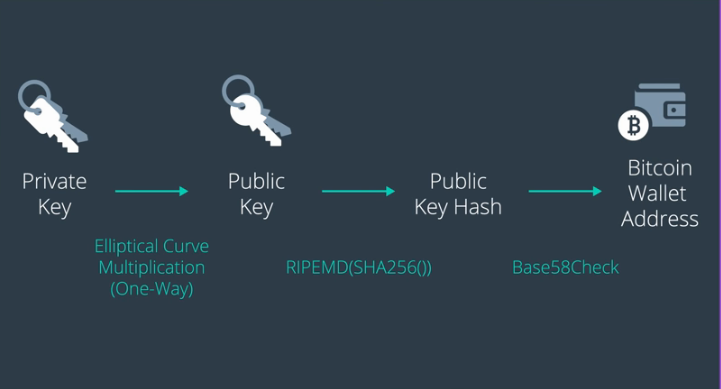 Private
Key
Public
Key
Public
Key Hash
Bitcoin
Wallet
Address
Elliptical Curve
Multiplication
(One-Way)
RIPEMD(SHA256())
Base58Check